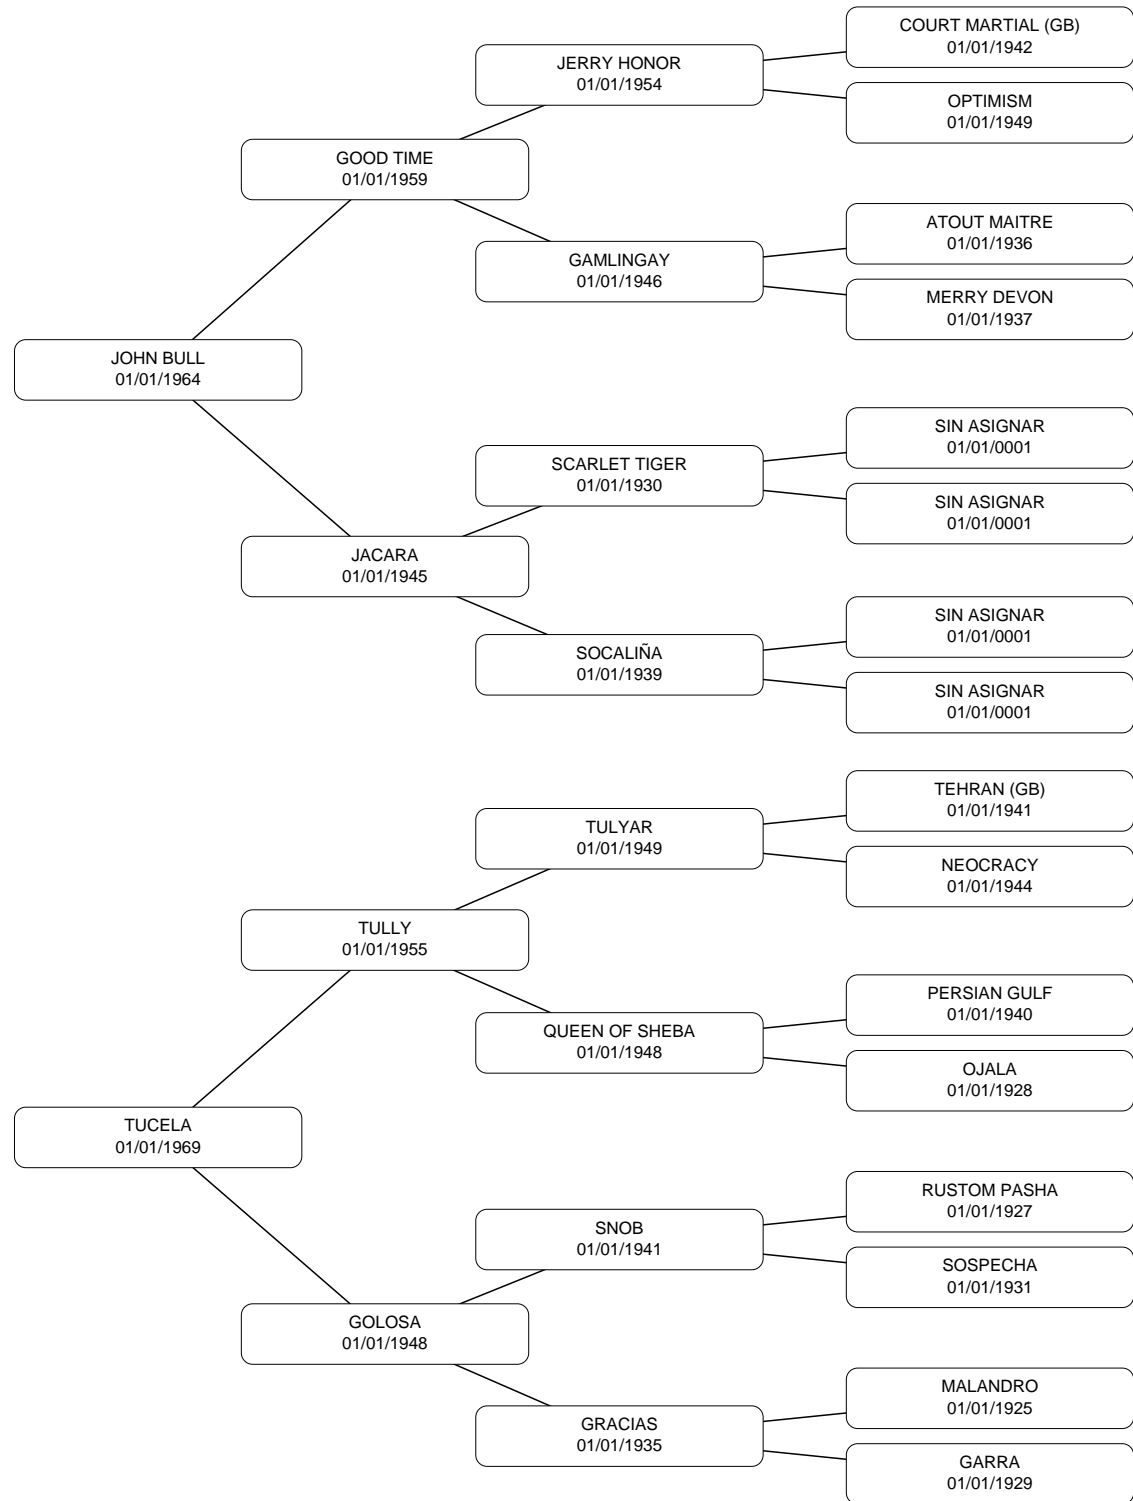 COURT MARTIAL (GB)
01/01/1942
JERRY HONOR
01/01/1954
OPTIMISM
01/01/1949
GOOD TIME
01/01/1959
ATOUT MAITRE
01/01/1936
GAMLINGAY
01/01/1946
MERRY DEVON
01/01/1937
JOHN BULL
01/01/1964
SIN ASIGNAR
01/01/0001
SCARLET TIGER
01/01/1930
SIN ASIGNAR
01/01/0001
JACARA
01/01/1945
SIN ASIGNAR
01/01/0001
SOCALIÑA
01/01/1939
SIN ASIGNAR
01/01/0001
TEHRAN (GB)
01/01/1941
TULYAR
01/01/1949
NEOCRACY
01/01/1944
TULLY
01/01/1955
PERSIAN GULF
01/01/1940
QUEEN OF SHEBA
01/01/1948
OJALA
01/01/1928
TUCELA
01/01/1969
RUSTOM PASHA
01/01/1927
SNOB
01/01/1941
SOSPECHA
01/01/1931
GOLOSA
01/01/1948
MALANDRO
01/01/1925
GRACIAS
01/01/1935
GARRA
01/01/1929